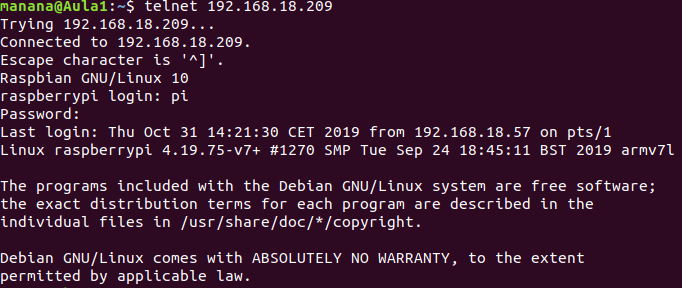 manana@Aula1:~$ telnet 192.168.18.209
Trying 192.168.18.209...
Connected to 192.168.18.209.
Escape character is '^]'.
Raspbian GNU/Linux 10
raspberrypi login: pi
Password:
Last login: Thu Oct 31 14:21:30 CET 2019 from 192.168.18.57 on pts/1
Linux raspberrypi 4.19.75-v7+ #1270 SMP Tue Sep 24 18:45:11 BST 2019 armv7l

The programs included with the Debian GNU/Linux system are free software;
the exact distribution terms for each program are described in the
individual files in /usr/share/doc/*/copyright.

Debian GNU/Linux comes with ABSOLUTELY NO WARRANTY, to the extent
permitted by applicable law.